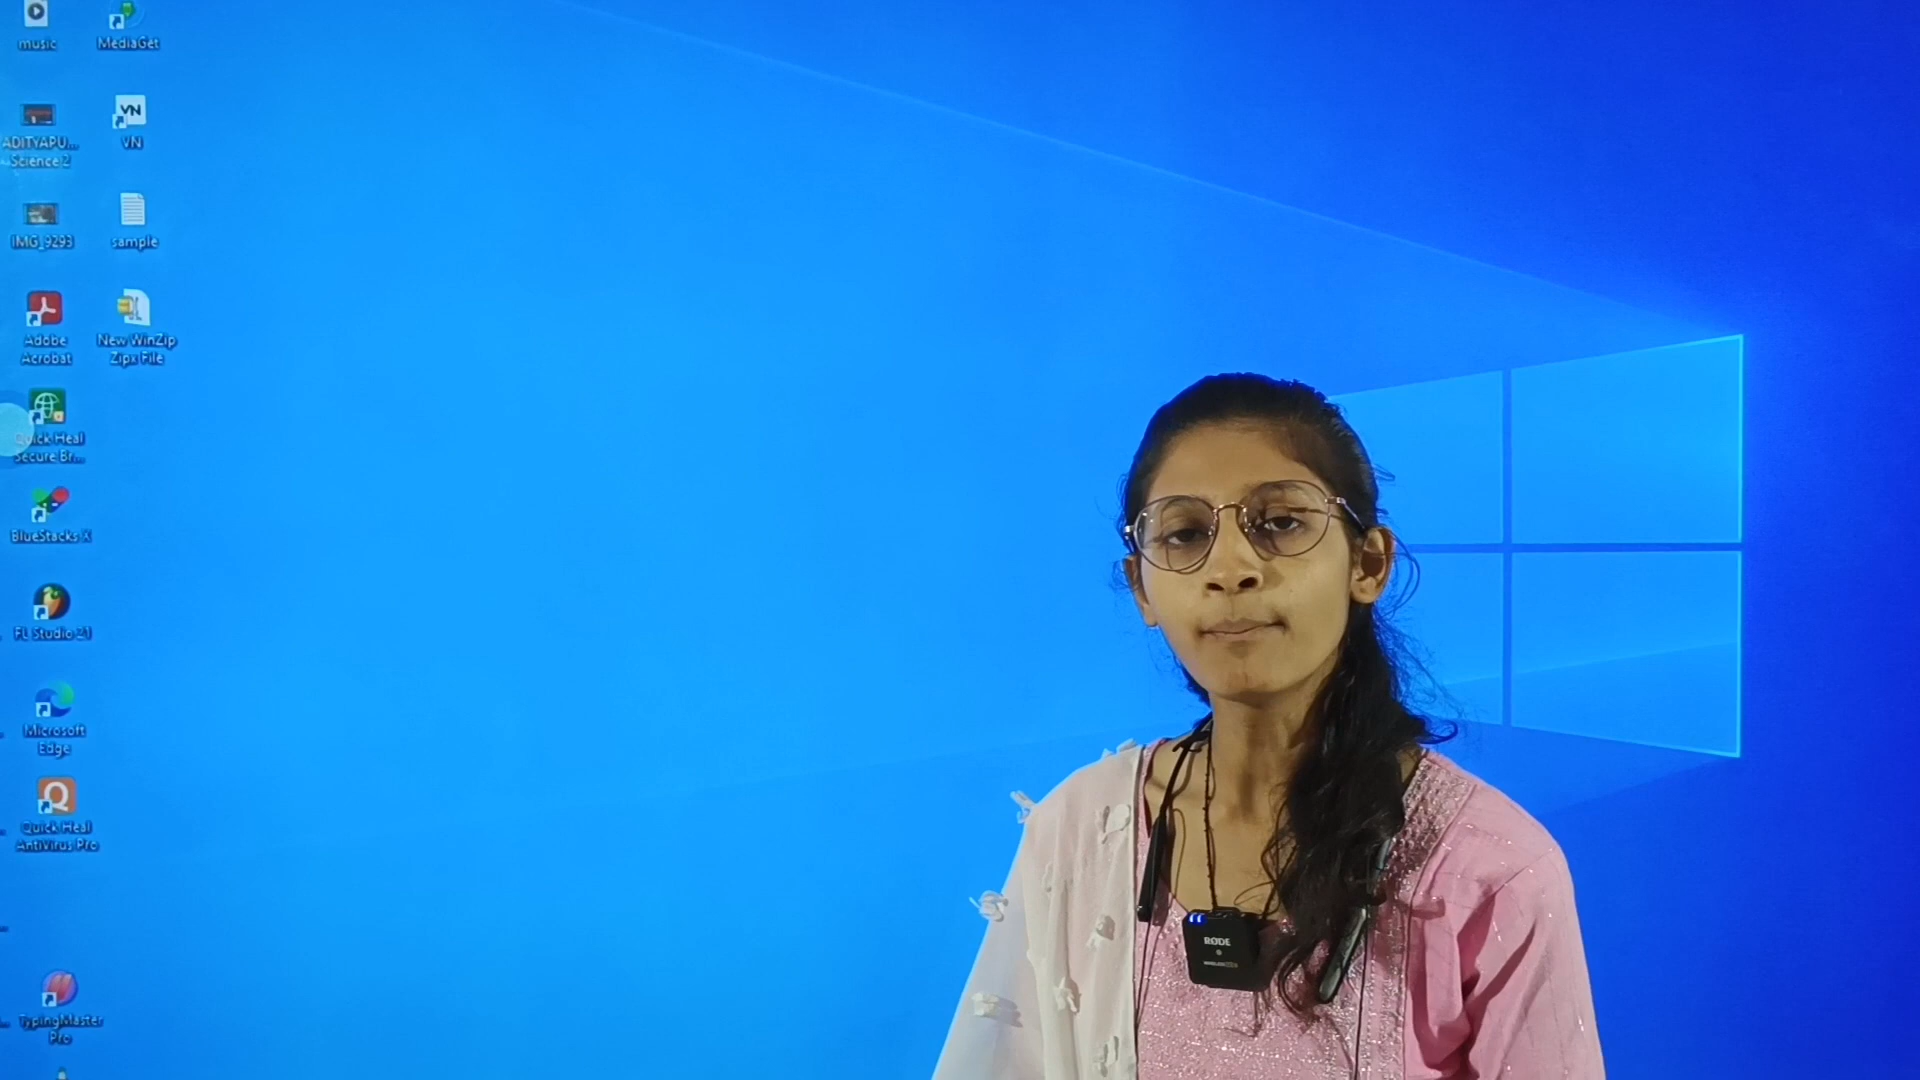 music
MediaGet
ADITYAPU...
Science 2
VN
VN
IMG_9293
sample
Adobe
Acrobat
New WinZip
Zipx File
Quick Heal
Secure Br...
BlueStacks X
FL Studio 21
Microsoft
Edge
Quick Heal
AntiVirus Pro
TypingMaster
Pro
RØDE